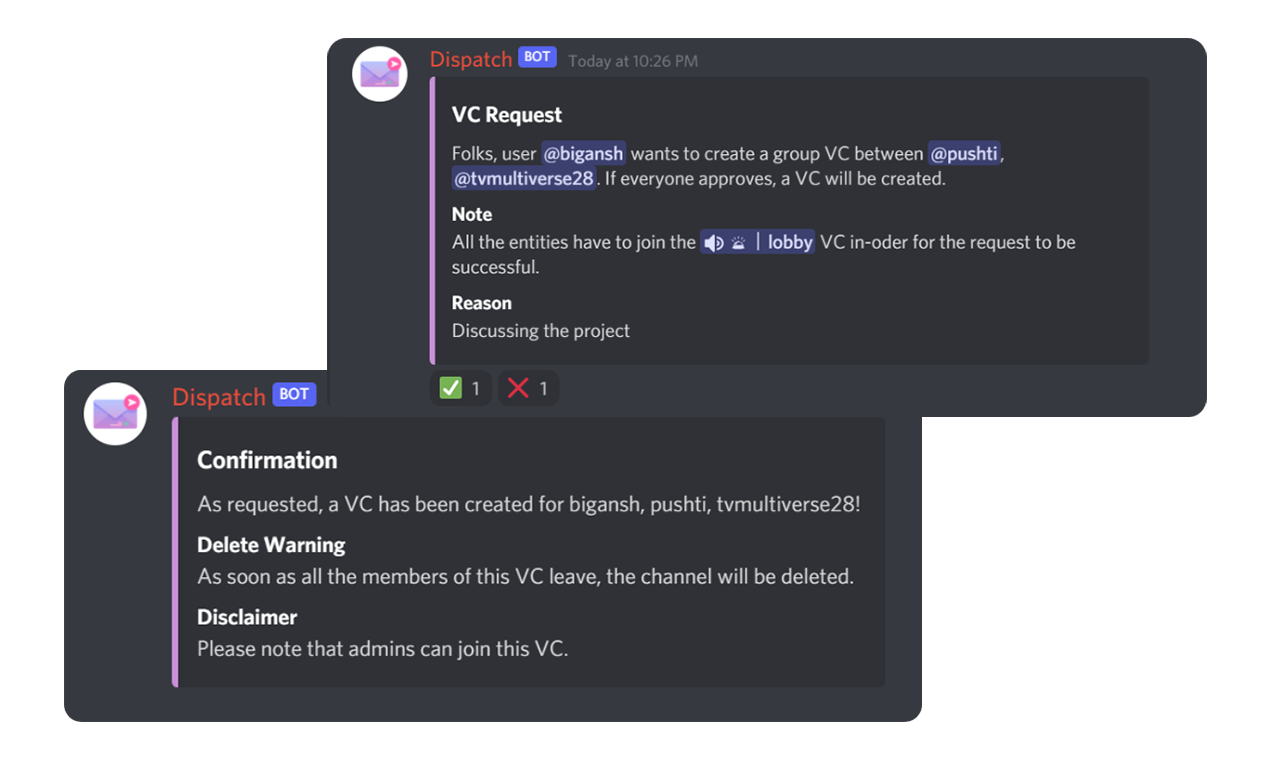 Dispatch BOT Today at 10:26 PM
VC Request
Folks, user @bigansh wants to create a group VC between @pushti,
@tvmultiverse28. If everyone approves, a VC will be created.
Note
All the entities have to join the | lobby VC in-oder for the request to be
successful.
Reason
Discussing the project
1 1
Dispatch BOT
Confirmation
As requested, a VC has been created for bigansh, pushti, tvmultiverse28!
Delete Warning
As soon as all the members of this VC leave, the channel will be deleted.
Disclaimer
Please note that admins can join this VC.